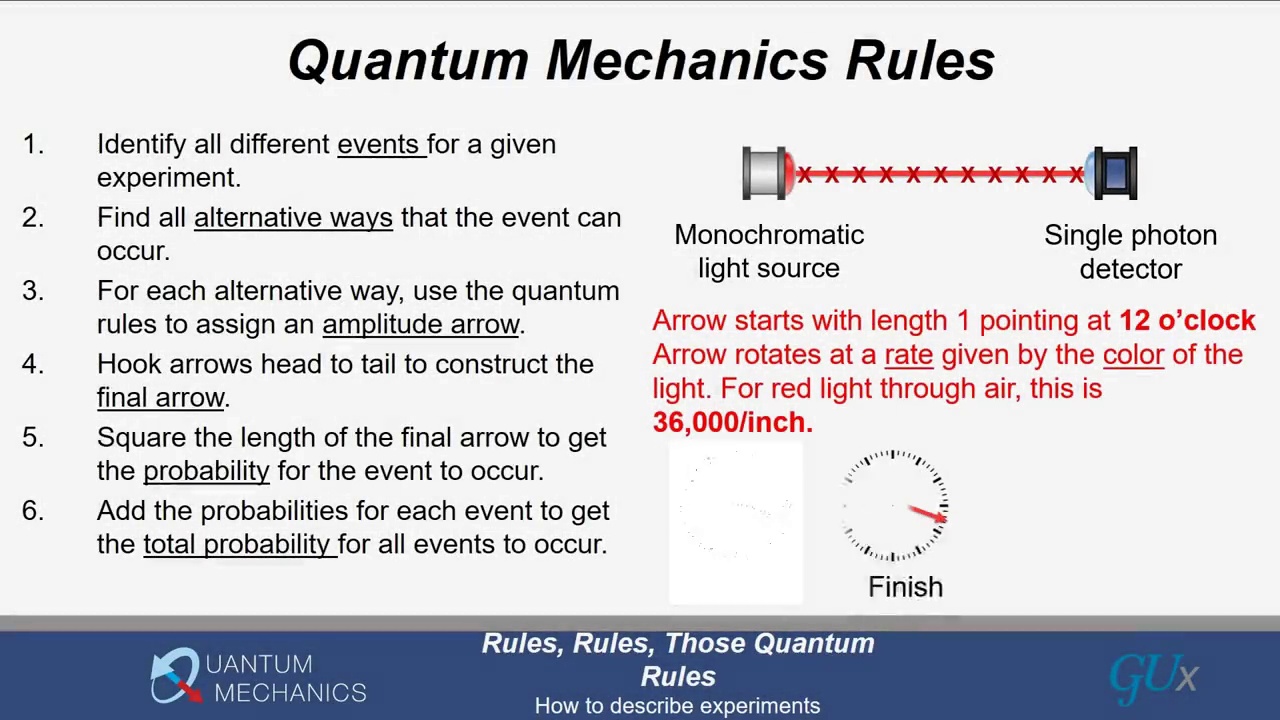 Quantum Mechanics Rules
1. Identify all different events for a given
experiment.
2. Find all alternative ways that the event can
occur.
3. For each alternative way, use the quantum
rules to assign an amplitude arrow.
4. Hook arrows head to tail to construct the
final arrow.
5. Square the length of the final arrow to get
the probability for the event to occur.
6. Add the probabilities for each event to get
the total probability for all events to occur.
x x x x x x x x x x x
Monochromatic
light source
Single photon
detector
Arrow starts with length 1 pointing at 12 o’clock
Arrow rotates at a rate given by the color of the
light. For red light through air, this is
36,000/inch.
Finish
UANTUM
MECHANICS
Rules, Rules, Those Quantum
Rules
How to describe experiments
GUx